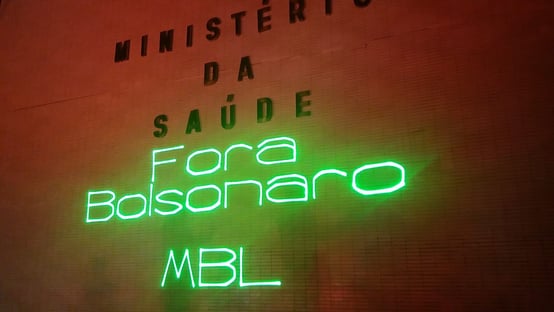 MINISTÉRIO
DA
SAÚDE
Fora
Bolsonaro
MBL